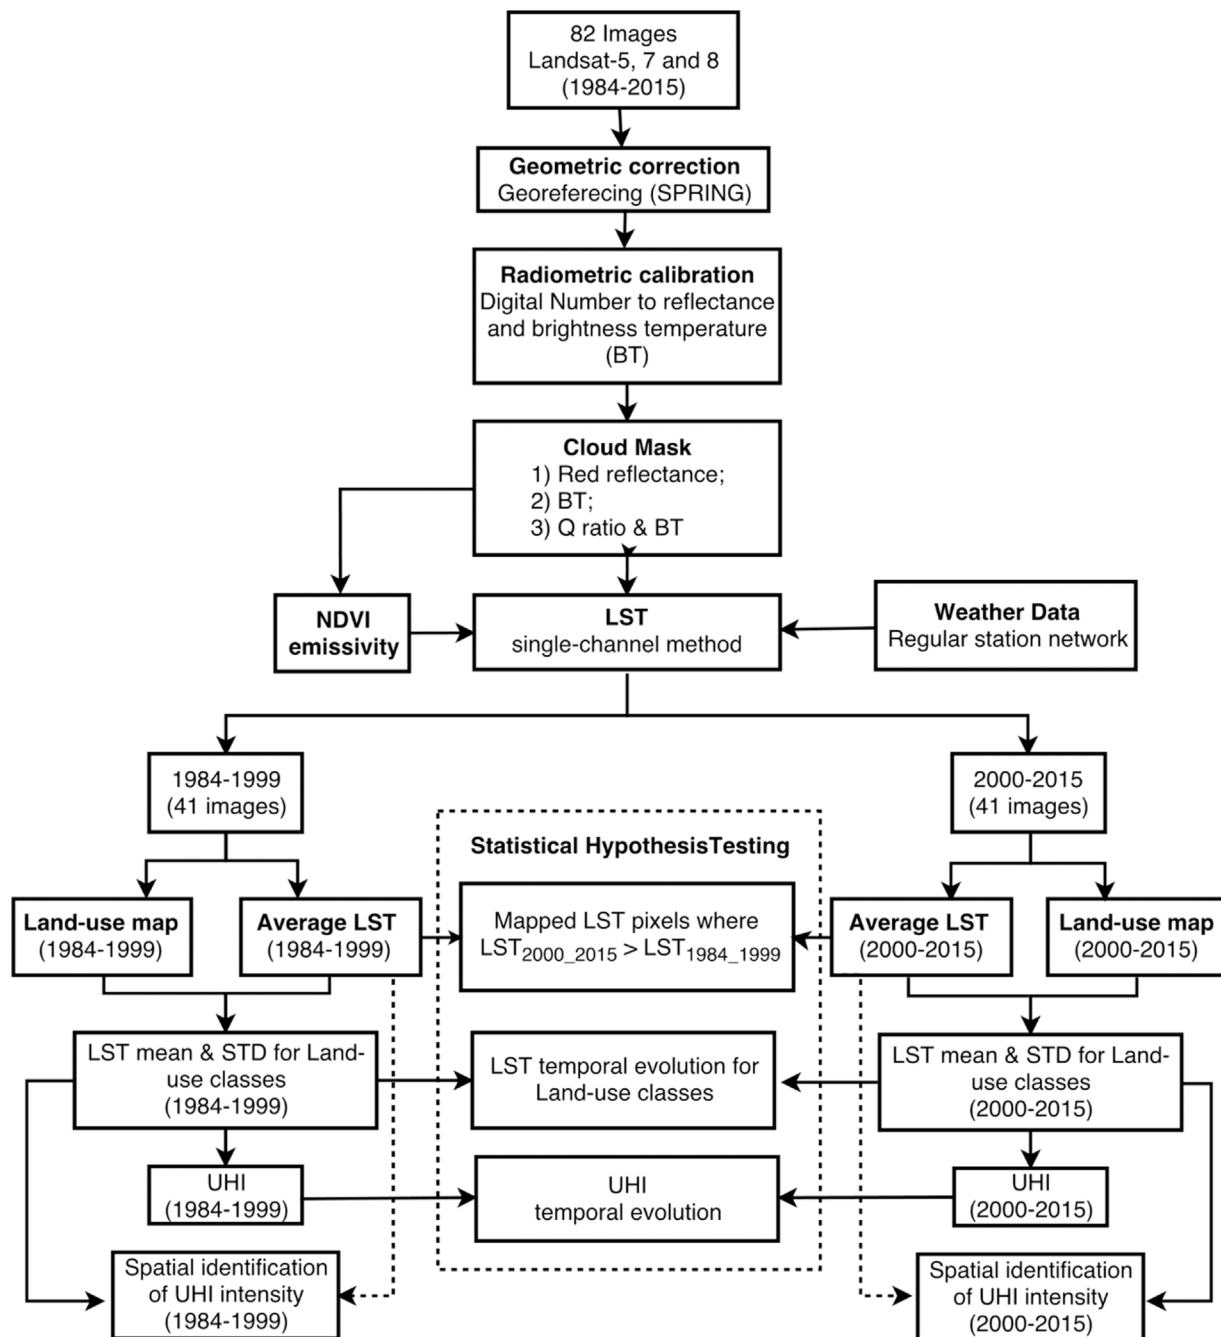 82 Images
Landsat-5, 7 and 8
(1984-2015)
Geometric correction
Georeferecing (SPRING)
Radiometric calibration
Digital Number to reflectance
and brightness temperature
(BT)
Cloud Mask
1) Red reflectance;
2) BT;
3) Q ratio & BT
NDVI
emissivity
LST
single-channel method
Weather Data
Regular station network
1984-1999
(41 images)
2000-2015
(41 images)
Statistical HypothesisTesting
Land-use map
(1984-1999)
Average LST
(1984-1999)
Mapped LST pixels where
LST2000_2015 > LST1984_1999
Average LST
(2000-2015)
Land-use map
(2000-2015)
LST mean & STD for Land-
use classes
(1984-1999)
LST temporal evolution for
Land-use classes
LST mean & STD for Land-
use classes
(2000-2015)
UHI
(1984-1999)
UHI
temporal evolution
UHI
(2000-2015)
Spatial identification
of UHI intensity
(1984-1999)
Spatial identification
of UHI intensity
(2000-2015)